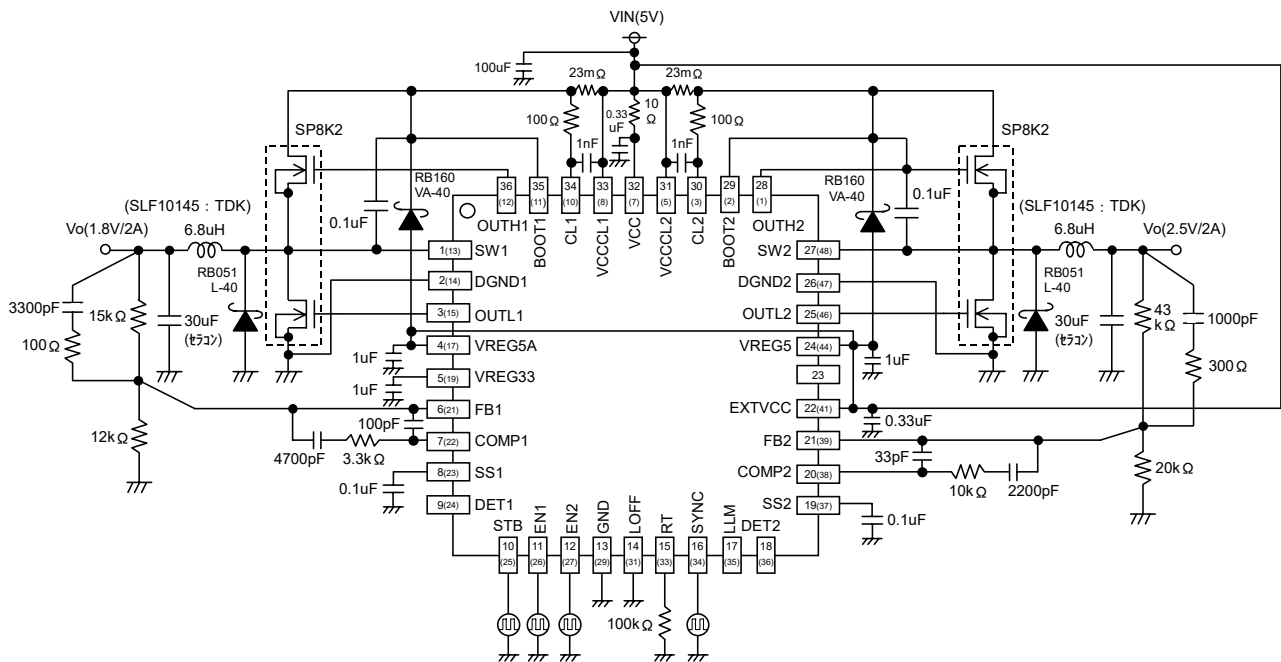 VIN(5V)
100uF
23mΩ
23mΩ
100Ω
0.33
uF
10
Ω
100Ω
1nF
1nF
SP8K2
SP8K2
RB160
VA-40
RB160
VA-40
0.1uF
0.1uF
36
(12)
35
(11)
34
(10)
33
(8)
32
(7)
31
(5)
30
(3)
29
(2)
28
(1)
OUTH1
BOOT1
CL1
VCCCL1
VCC
VCCCL2
CL2
BOOT2
OUTH2
(SLF10145 : TDK)
(SLF10145 : TDK)
Vo(1.8V/2A)
6.8uH
6.8uH
Vo(2.5V/2A)
RB051
L-40
RB051
L-40
3300pF
15kΩ
100Ω
30uF
(ｾﾗｺﾝ)
12kΩ
30uF
(ｾﾗｺﾝ)
43
kΩ
1000pF
300Ω
20kΩ
1(13)
SW1
2(14)
DGND1
3(15)
OUTL1
1uF
4(17)
VREG5A
1uF
5(19)
VREG33
6(21)
FB1
100pF
7(22)
COMP1
4700pF
3.3kΩ
8(23)
SS1
0.1uF
9(24)
DET1
SW2
27(48)
DGND2
26(47)
OUTL2
25(46)
VREG5
24(44)
1uF
23
EXTVCC
22(41)
0.33uF
FB2
21(39)
33pF
COMP2
20(38)
10kΩ
2200pF
SS2
19(37)
0.1uF
STB
EN1
EN2
GND
LOFF
RT
SYNC
LLM
DET2
10
(25)
11
(26)
12
(27)
13
(29)
14
(31)
15
(33)
16
(34)
17
(35)
18
(36)
100kΩ